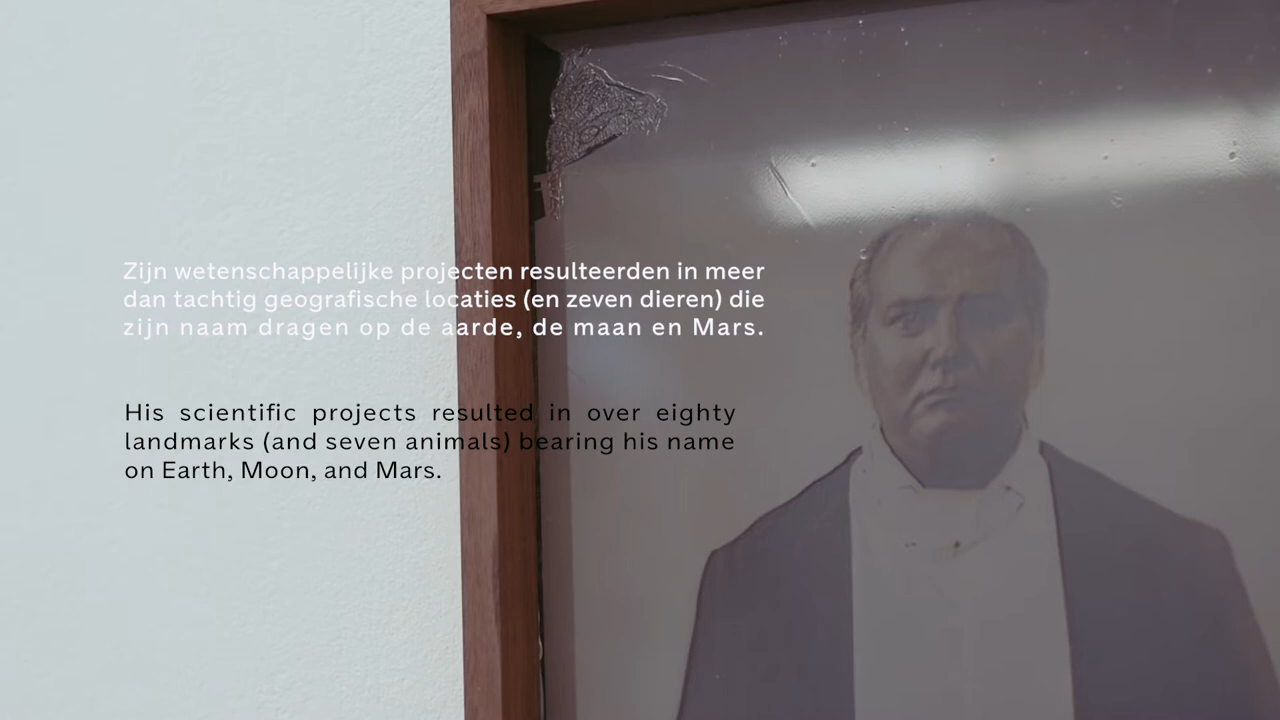 Zijn wetenschappelijke projecten resulteerden in meer
dan tachtig geografische locaties (en zeven dieren) die
zijn naam dragen op de aarde, de maan en Mars.
His scientific projects resulted in over eighty
landmarks (and seven animals) bearing his name
on Earth, Moon, and Mars.